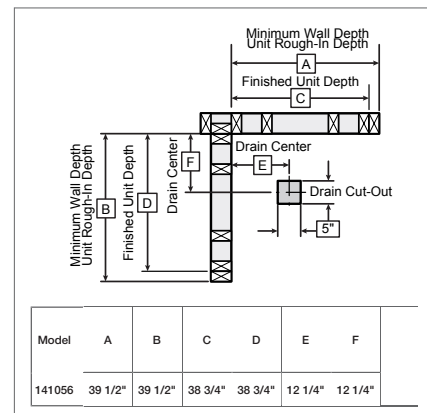 Minimum Wall Depth
Unit Rough-In Depth
A
Finished Unit Depth
C
Drain Center
F
E
Drain Center
Minimum Wall Depth
Unit Rough-In Depth
B
Finished Unit Depth
D
Drain Cut-Out
5"
Model A B C D E F
141056 39 1/2" 39 1/2" 38 3/4" 38 3/4" 12 1/4" 12 1/4"